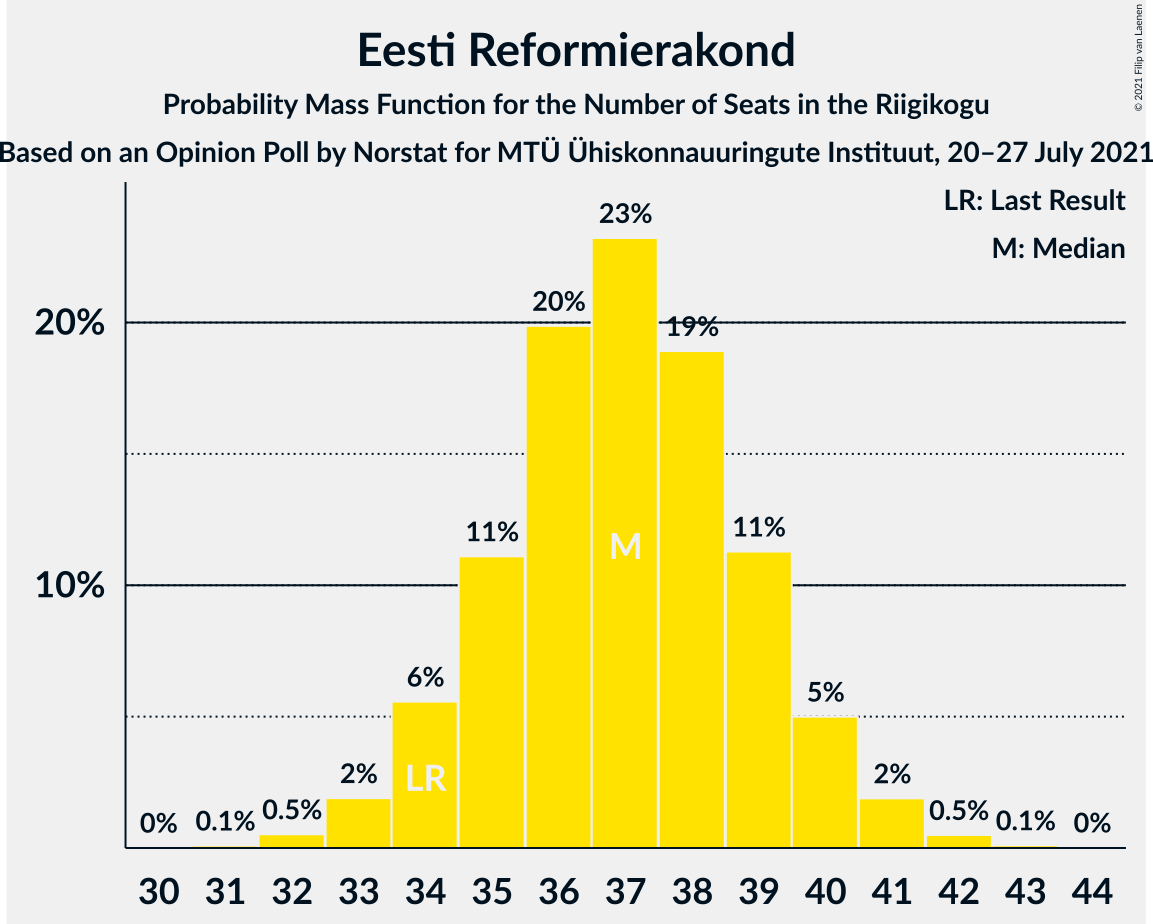 Eesti Reformierakond
Probability Mass Function for the Number of Seats in the Riigikogu
Based on an Opinion Poll by Norstat for MTÜ Ühiskonnauuringute Instituut, 20–27 July 2021
© 2021 Filip van Laenen
LR: Last Result
M: Median
20%
10%
0% 0.1% 0.5% 2% 6% 11% 20% 23% 19% 11% 5% 2% 0.5% 0.1% 0%
LR
M
30 31 32 33 34 35 36 37 38 39 40 41 42 43 44